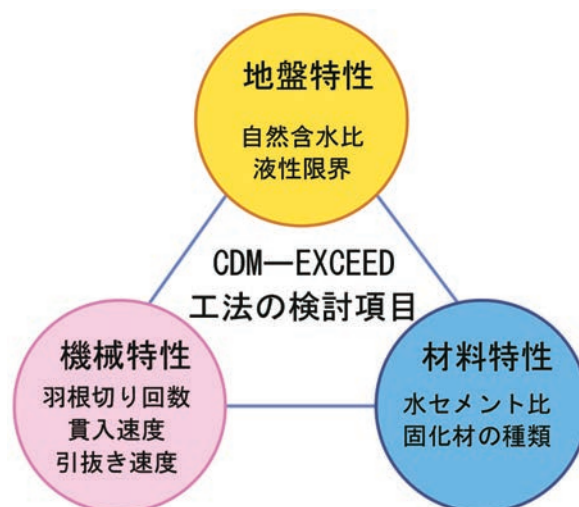 地盤特性
自然含水比
液性限界
CDM―EXCEED
工法の検討項目
機械特性
羽根切り回数
貫入速度
引抜き速度
材料特性
水セメント比
固化材の種類